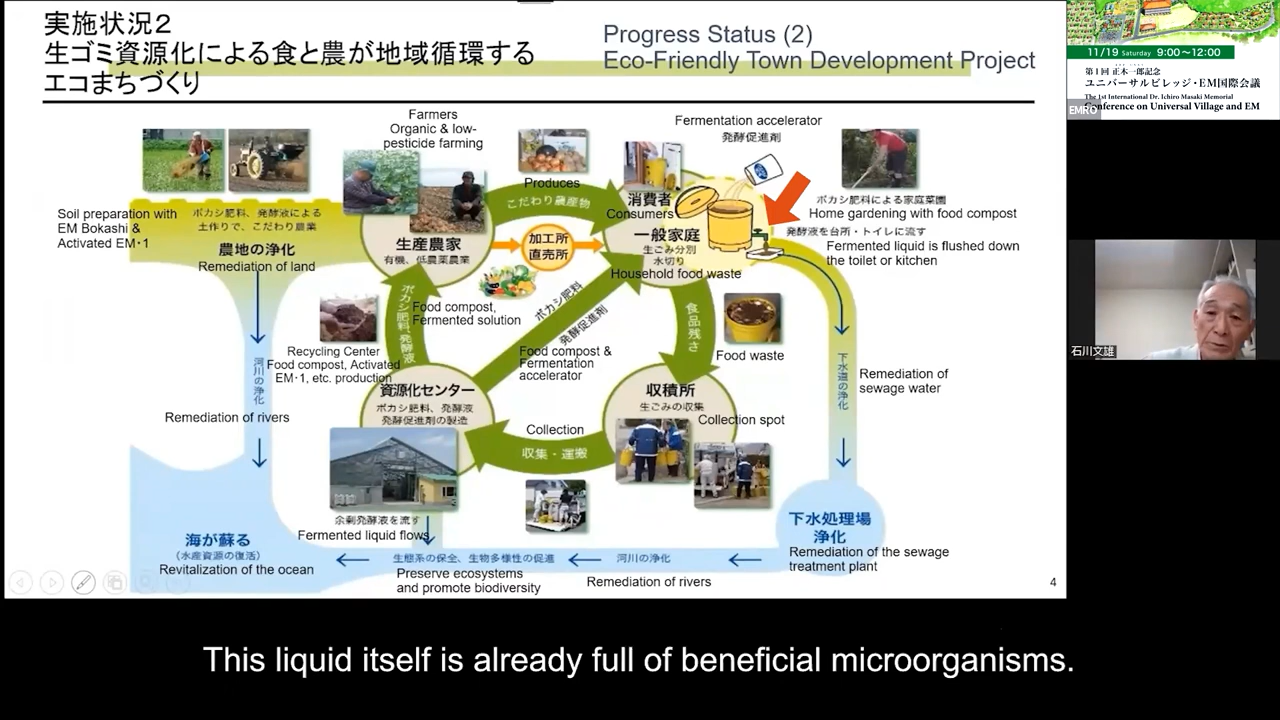 実施状況2
生ゴミ資源化による食と農が地域循環する
エコまちづくり
Progress Status (2)
Eco-Friendly Town Development Project
Farmers
Organic & low-
pesticide farming
Fermentation accelerator
発酵促進剤
Produces
こだわり農産物
消費者
Consumers
一般家庭
生ごみ分別
水切り
Household food waste
ボカシ肥料による家庭菜園
Home gardening with food compost
発酵液を台所・トイレに流す
Fermented liquid is flushed down
the toilet or kitchen
Soil preparation with
EM Bokashi &
Activated EM・1
ボカシ肥料、発酵液による
土作りで、こだわり農業
農地の浄化
Remediation of land
生産農家
有機、低農薬農業
加工所
直売所
ボカシ肥料、発酵液
Food compost,
Fermented solution
ボカシ肥料
発酵促進剤
Food compost &
Fermentation
accelerator
食品残さ
Food waste
下水道の浄化
Remediation of
sewage water
河川の浄化
Remediation of rivers
Recycling Center
Food compost, Activated
EM・1, etc. production
資源化センター
ボカシ肥料、発酵液
発酵促進剤の製造
収積所
生ごみの収集
Collection spot
Collection
収集・運搬
余剰発酵液を流す
Fermented liquid flows
海が蘇る
(水産資源の復活)
Revitalization of the ocean
生態系の保全、生物多様性の促進
Preserve ecosystems
and promote biodiversity
河川の浄化
Remediation of rivers
下水処理場
浄化
Remediation of the sewage
treatment plant
4
11/19 Saturday 9:00～12:00
第1回 正木一郎記念
ユニバーサルビレッジ・EM国際会議
The 1st International Dr. Ichiro Masaki Memorial
Conference on Universal Village and EM
EMRO
石川文雄
This liquid itself is already full of beneficial microorganisms.